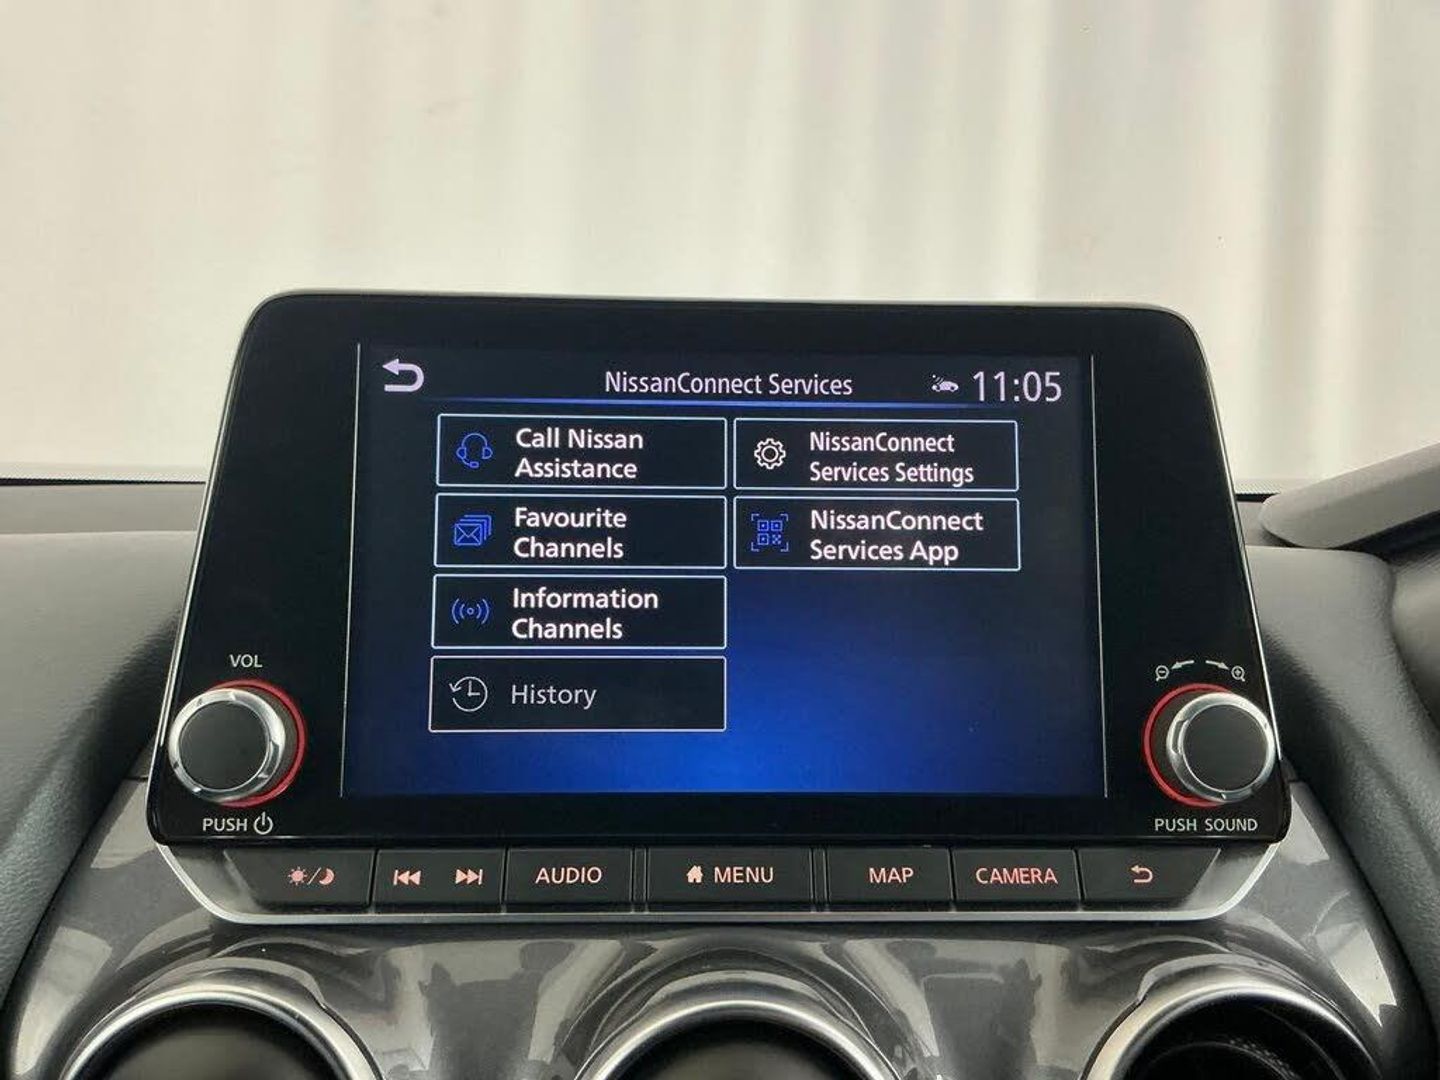 NissanConnect Services
11:05
Call Nissan
Assistance
NissanConnect
Services Settings
Favourite
Channels
NissanConnect
Services App
Information
Channels
History
VOL
PUSH
PUSH SOUND
AUDIO
MENU
MAP
CAMERA